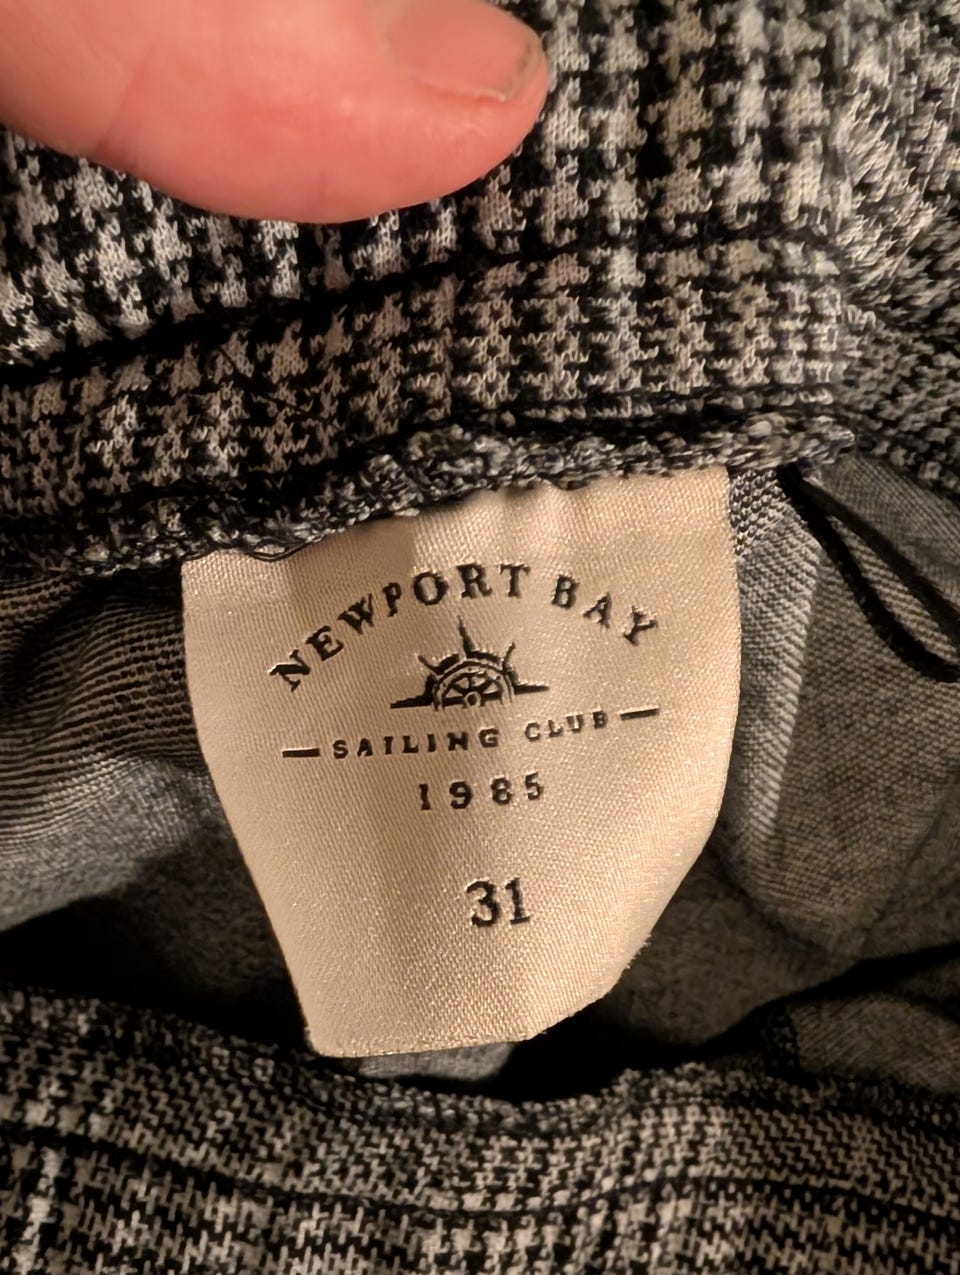 NEWPORT BAY
SAILING CLUB
1985
31